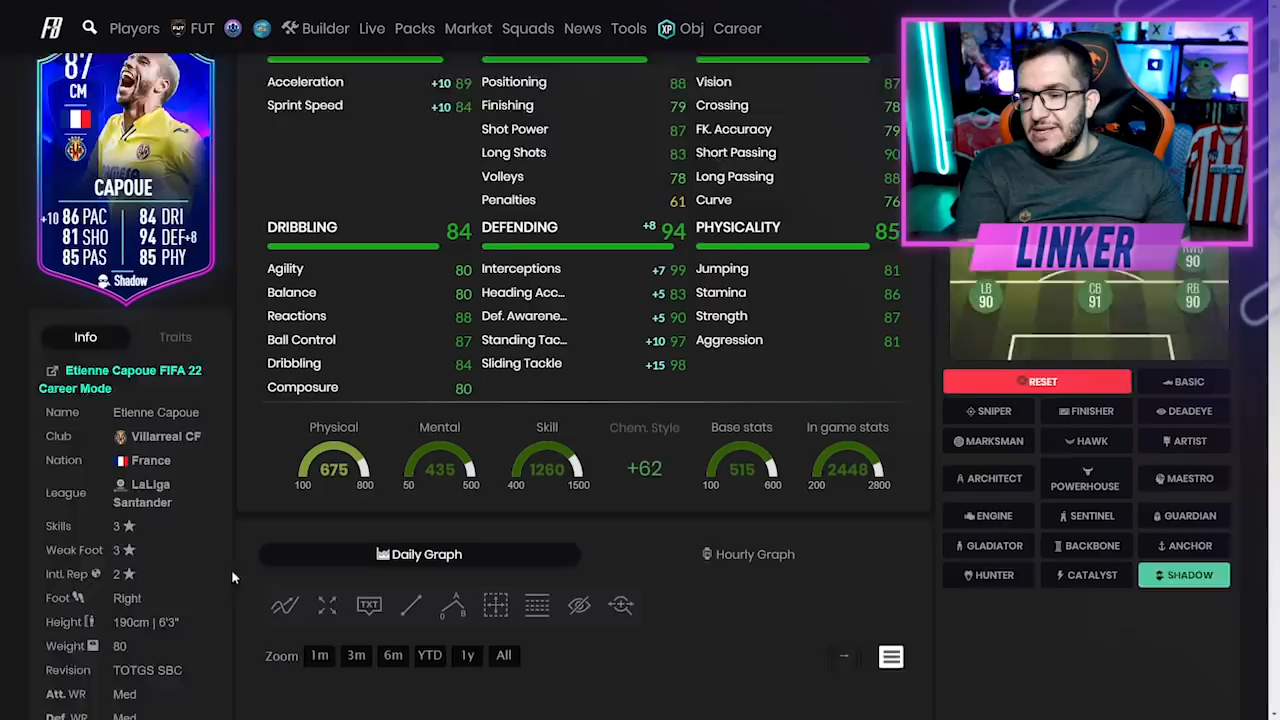 Players FUT Builder Live Packs Market Squads News Tools Obj Career
87
CM
CAPOUE
+10 86 PAC 84 DRI
81 SHO 94 DEF+8
85 PAS 85 PHY
Shadow
Acceleration +10 89
Sprint Speed +10 84
Positioning 88
Finishing 79
Shot Power 87
Long Shots 83
Volleys 78
Penalties 61
Vision 87
Crossing 78
FK. Accuracy 79
Short Passing 90
Long Passing 88
Curve 76
DRIBBLING 84
Agility 80
Balance 80
Reactions 88
Ball Control 87
Dribbling 84
Composure 80
DEFENDING +8 94
Interceptions +7 99
Heading Acc... +5 83
Def. Awarene... +5 90
Standing Tac... +10 97
Sliding Tackle +15 98
PHYSICALITY 85
Jumping 81
Stamina 86
Strength 87
Aggression 81
Physical Mental Skill Chem. Style Base stats In game stats
675 435 1260 +62 515 2448
100 800 50 500 400 1500 100 600 200 2800
Daily Graph Hourly Graph
TXT
Zoom 1m 3m 6m YTD 1y All
→
Info Traits
Etienne Capoue FIFA 22
Career Mode
Name Etienne Capoue
Club Villarreal CF
Nation France
League LaLiga
Santander
Skills 3
Weak Foot 3
Intl. Rep 2
Foot Right
Height 190cm | 6'3"
Weight 80
Revision TOTGS SBC
Att. WR Med
Def. WR Med
LINKER
90
LB
90
CB
91
RB
90
RESET BASIC
SNIPER FINISHER DEADEYE
MARKSMAN HAWK ARTIST
ARCHITECT POWERHOUSE MAESTRO
ENGINE SENTINEL GUARDIAN
GLADIATOR BACKBONE ANCHOR
HUNTER CATALYST SHADOW